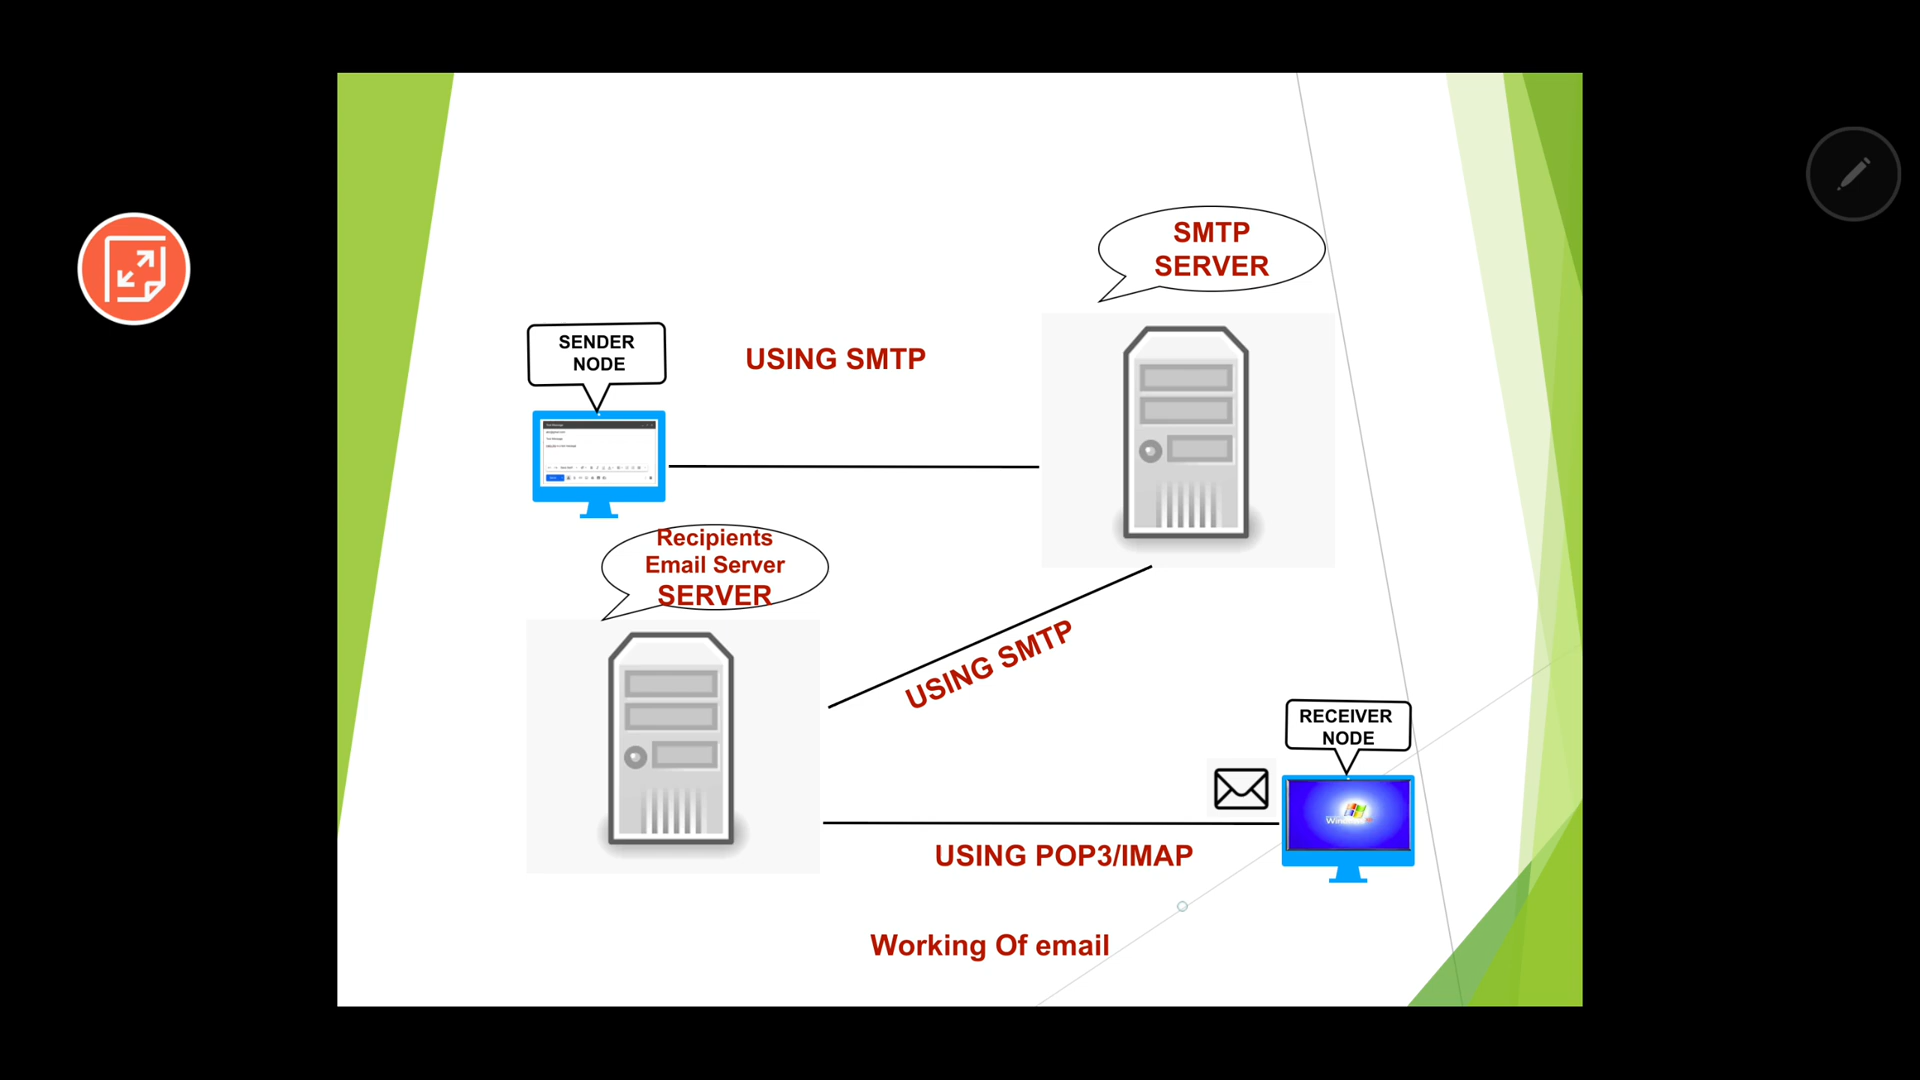 SMTP
SERVER
SENDER
NODE
USING SMTP
Recipients
Email Server
SERVER
USING SMTP
RECEIVER
NODE
USING POP3/IMAP
Working Of email